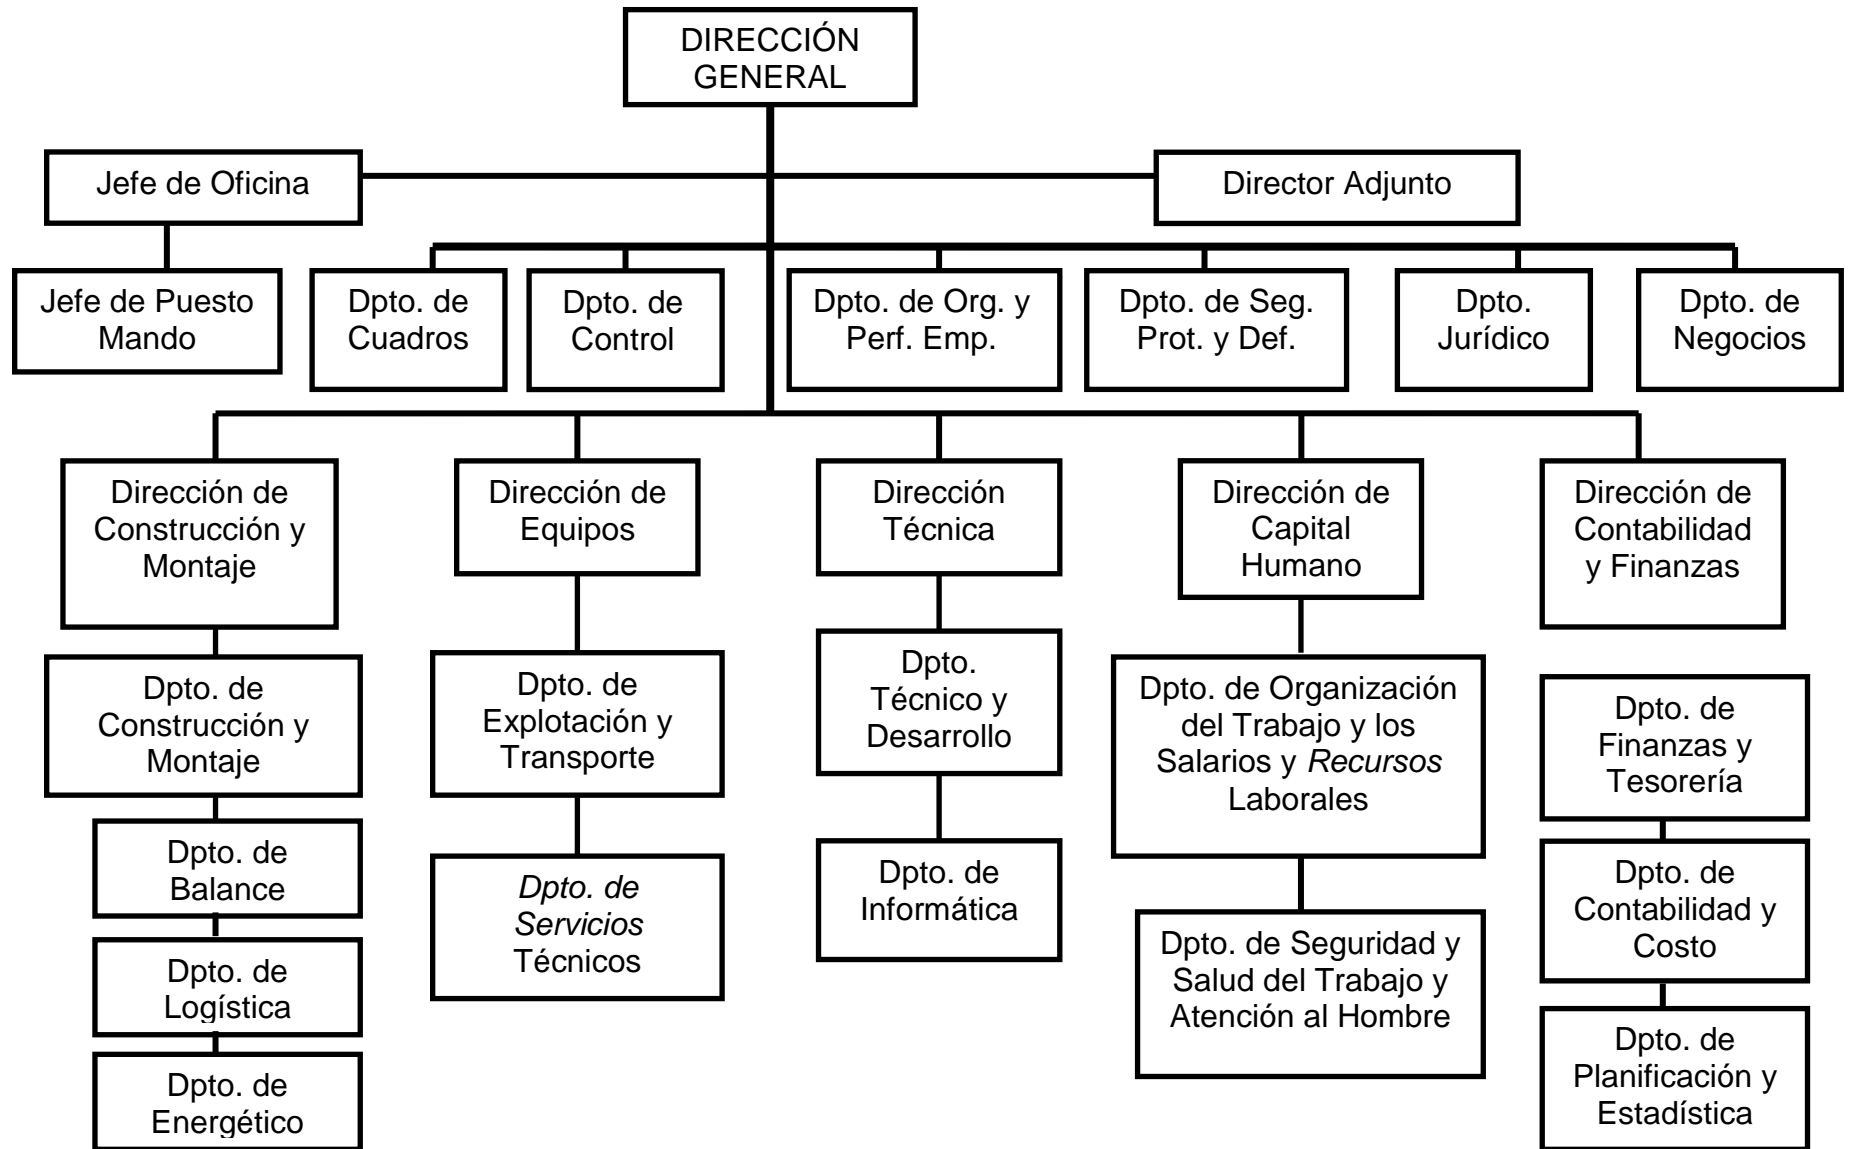 DIRECCIÓN
GENERAL
Jefe de Oficina
Director Adjunto
Jefe de Puesto
Mando
Dpto. de
Cuadros
Dpto. de
Control
Dpto. de Org. y
Perf. Emp.
Dpto. de Seg.
Prot. y Def.
Dpto.
Jurídico
Dpto. de
Negocios
Dirección de
Construcción y
Montaje
Dirección de
Equipos
Dirección
Técnica
Dirección de
Capital
Humano
Dirección de
Contabilidad
y Finanzas
Dpto. de
Construcción y
Montaje
Dpto. de
Explotación y
Transporte
Dpto.
Técnico y
Desarrollo
Dpto. de Organización
del Trabajo y los
Salarios y Recursos
Laborales
Dpto. de
Finanzas y
Tesorería
Dpto. de
Balance
Dpto. de
Servicios
Técnicos
Dpto. de
Informática
Dpto. de Seguridad y
Salud del Trabajo y
Atención al Hombre
Dpto. de
Contabilidad y
Costo
Dpto. de
Logística
Dpto. de
Energético
Dpto. de
Planificación y
Estadística